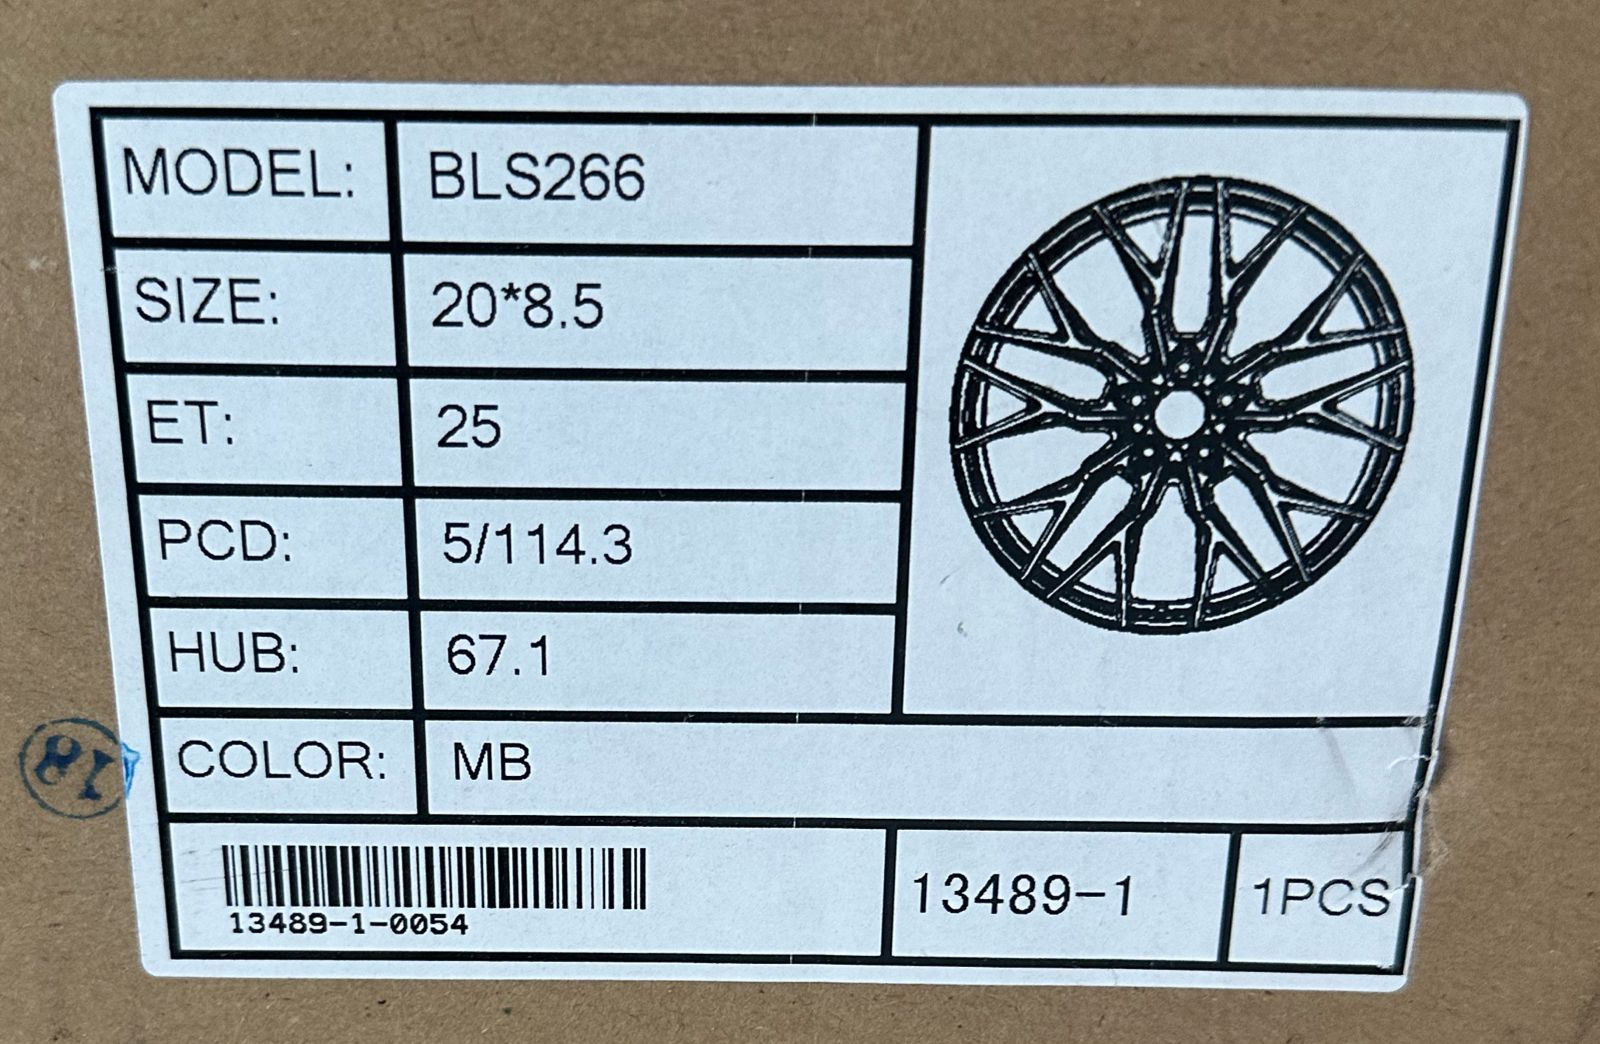 MODEL: BLS266
SIZE: 20*8.5
ET: 25
PCD: 5/114.3
HUB: 67.1
COLOR: MB
13489-1-0054
13489-1
1PCS
18